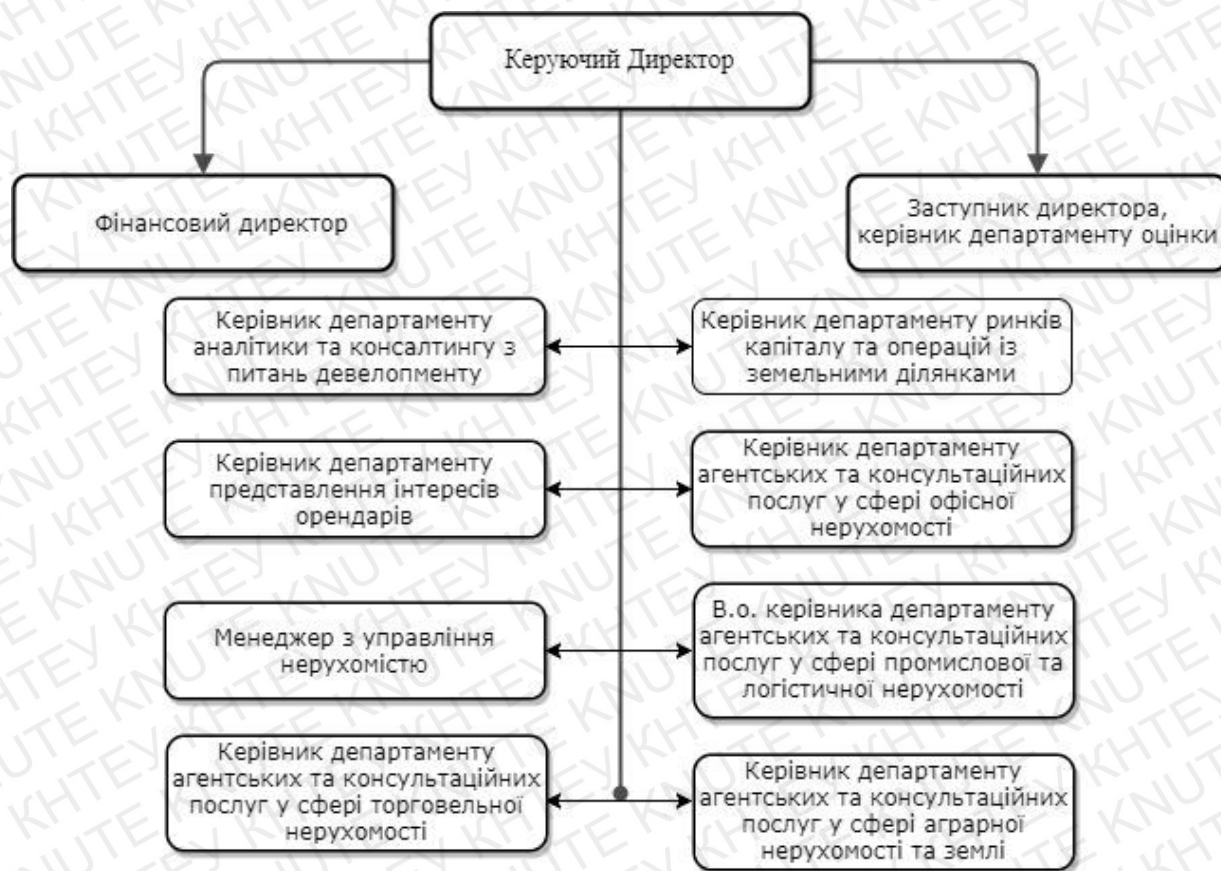 Керуючий Директор
Фінансовий директор
Заступник директора,
керівник департаменту оцінки
Керівник департаменту
аналітики та консалтингу з
питань девелопменту
Керівник департаменту ринків
капіталу та операцій із
земельними ділянками
Керівник департаменту
представлення інтересів
орендарів
Керівник департаменту
агентських та консультаційних
послуг у сфері офісної
нерухомості
Менеджер з управління
нерухомістю
В.о. керівника департаменту
агентських та консультаційних
послуг у сфері промислової та
логістичної нерухомості
Керівник департаменту
агентських та консультаційних
послуг у сфері торговельної
нерухомості
Керівник департаменту
агентських та консультаційних
послуг у сфері аграрної
нерухомості та землі